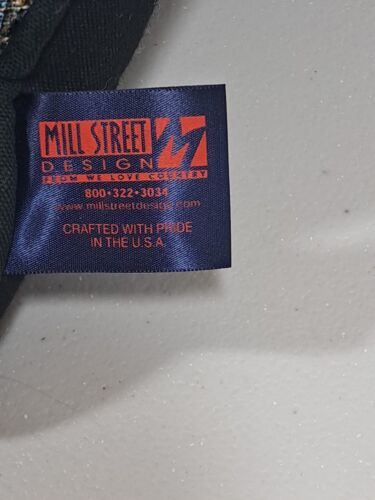 MILL STREET
DESIGN
FROM WE LOVE COUNTRY
800•322•3034
www.millstreetdesign.com
CRAFTED WITH PRIDE
IN THE U.S.A.